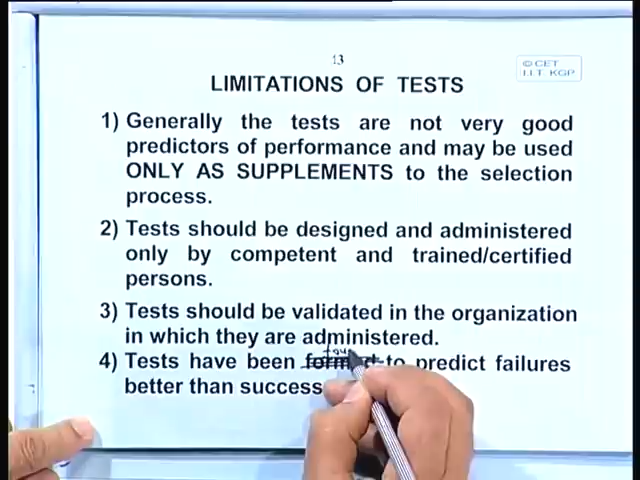 13
© CET
I.I.T KGP
LIMITATIONS OF TESTS
1) Generally the tests are not very good
predictors of performance and may be used
ONLY AS SUPPLEMENTS to the selection
process.
2) Tests should be designed and administered
only by competent and trained/certified
persons.
3) Tests should be validated in the organization
in which they are administered.
4) Tests have been formed to predict failures
better than success